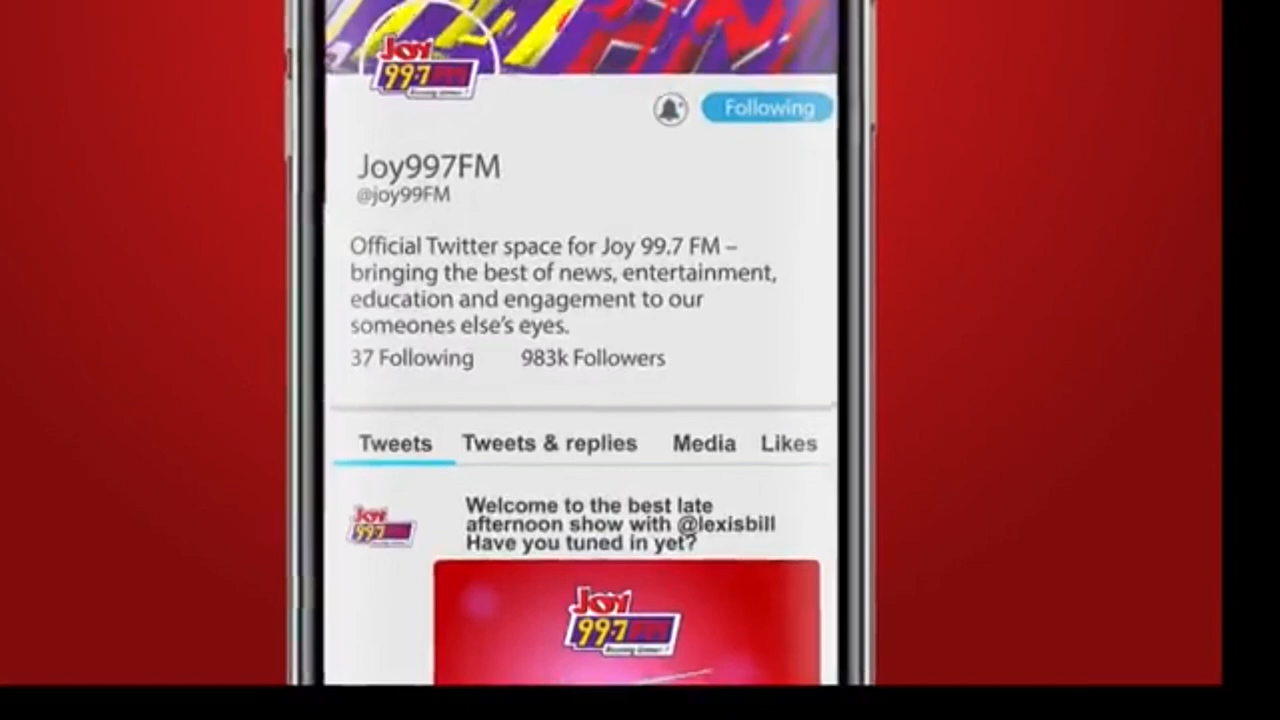 Joy
99.7 FM
Following
Joy997FM
@joy99FM
Official Twitter space for Joy 99.7 FM –
bringing the best of news, entertainment,
education and engagement to our
someones else's eyes.
37 Following 983k Followers
Tweets Tweets & replies Media Likes
Joy
99.7
Welcome to the best late
afternoon show with @lexisbill
Have you tuned in yet?
Joy
99.7 FM